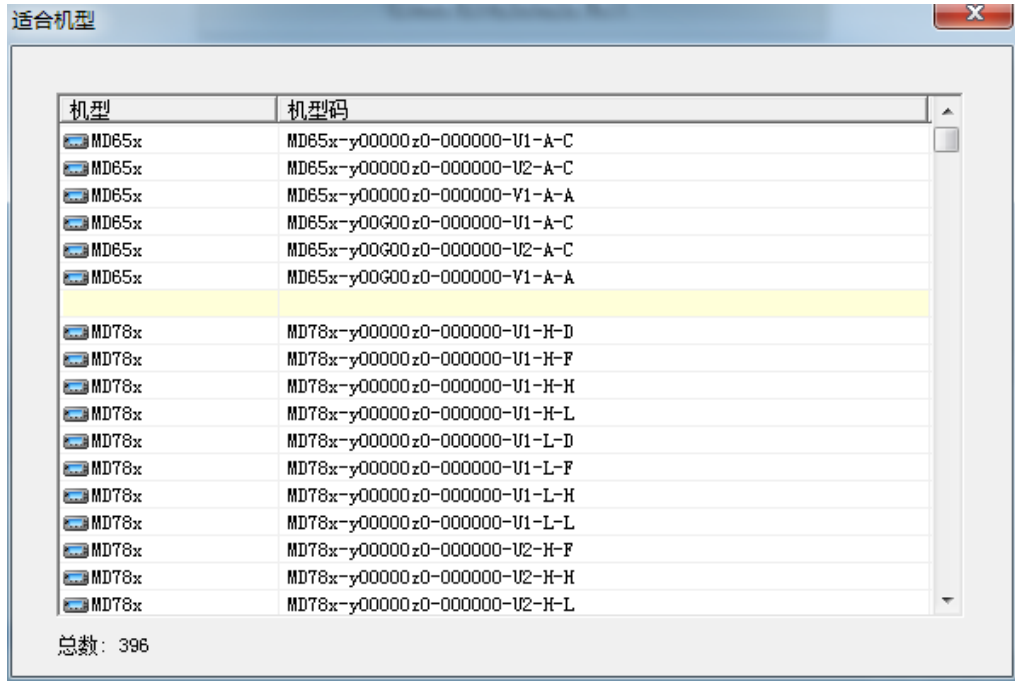 适合机型
机型 机型码
MD65x MD65x-y00000z0-000000-U1-A-C
MD65x MD65x-y00000z0-000000-U2-A-C
MD65x MD65x-y00000z0-000000-V1-A-A
MD65x MD65x-y00G00z0-000000-U1-A-C
MD65x MD65x-y00G00z0-000000-U2-A-C
MD65x MD65x-y00G00z0-000000-V1-A-A
MD78x MD78x-y00000z0-000000-U1-H-D
MD78x MD78x-y00000z0-000000-U1-H-F
MD78x MD78x-y00000z0-000000-U1-H-H
MD78x MD78x-y00000z0-000000-U1-H-L
MD78x MD78x-y00000z0-000000-U1-L-D
MD78x MD78x-y00000z0-000000-U1-L-F
MD78x MD78x-y00000z0-000000-U1-L-H
MD78x MD78x-y00000z0-000000-U1-L-L
MD78x MD78x-y00000z0-000000-U2-H-F
MD78x MD78x-y00000z0-000000-U2-H-H
MD78x MD78x-y00000z0-000000-U2-H-L
总数: 396